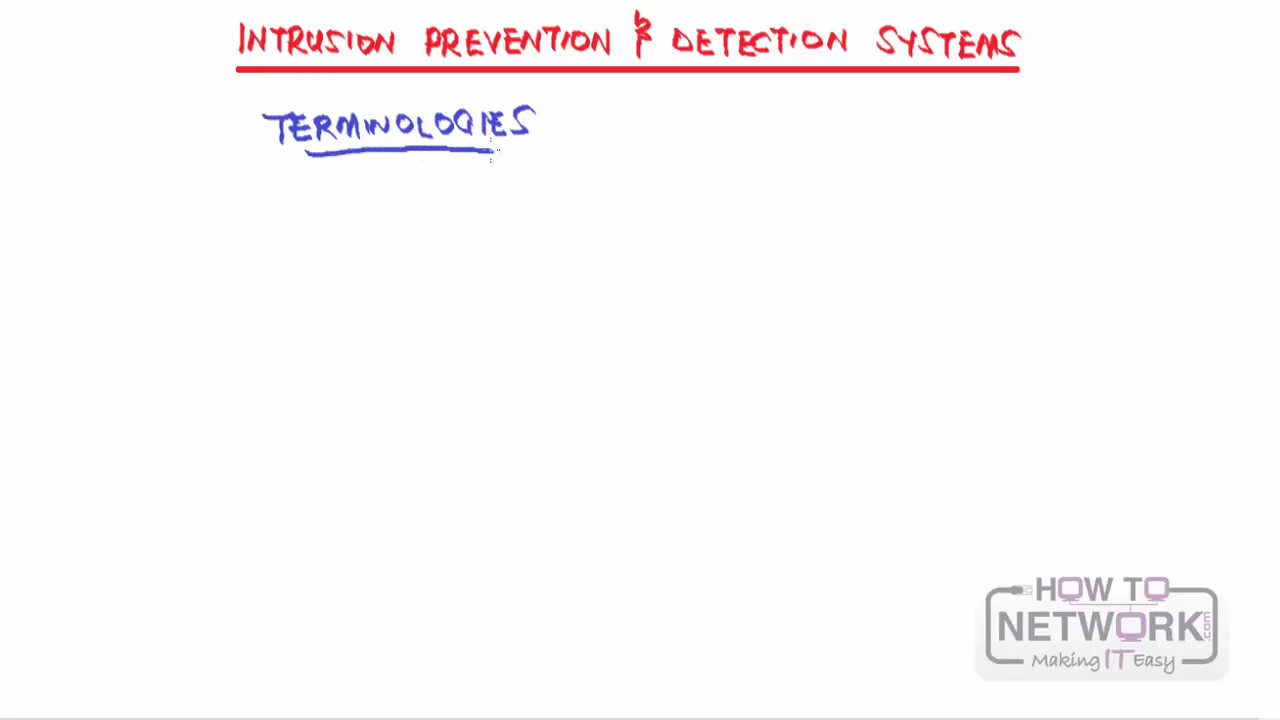 INTRUSION PREVENTION & DETECTION SYSTEMS
TERMINOLOGIES
HOW TO
NETWORK.com
Making IT Easy